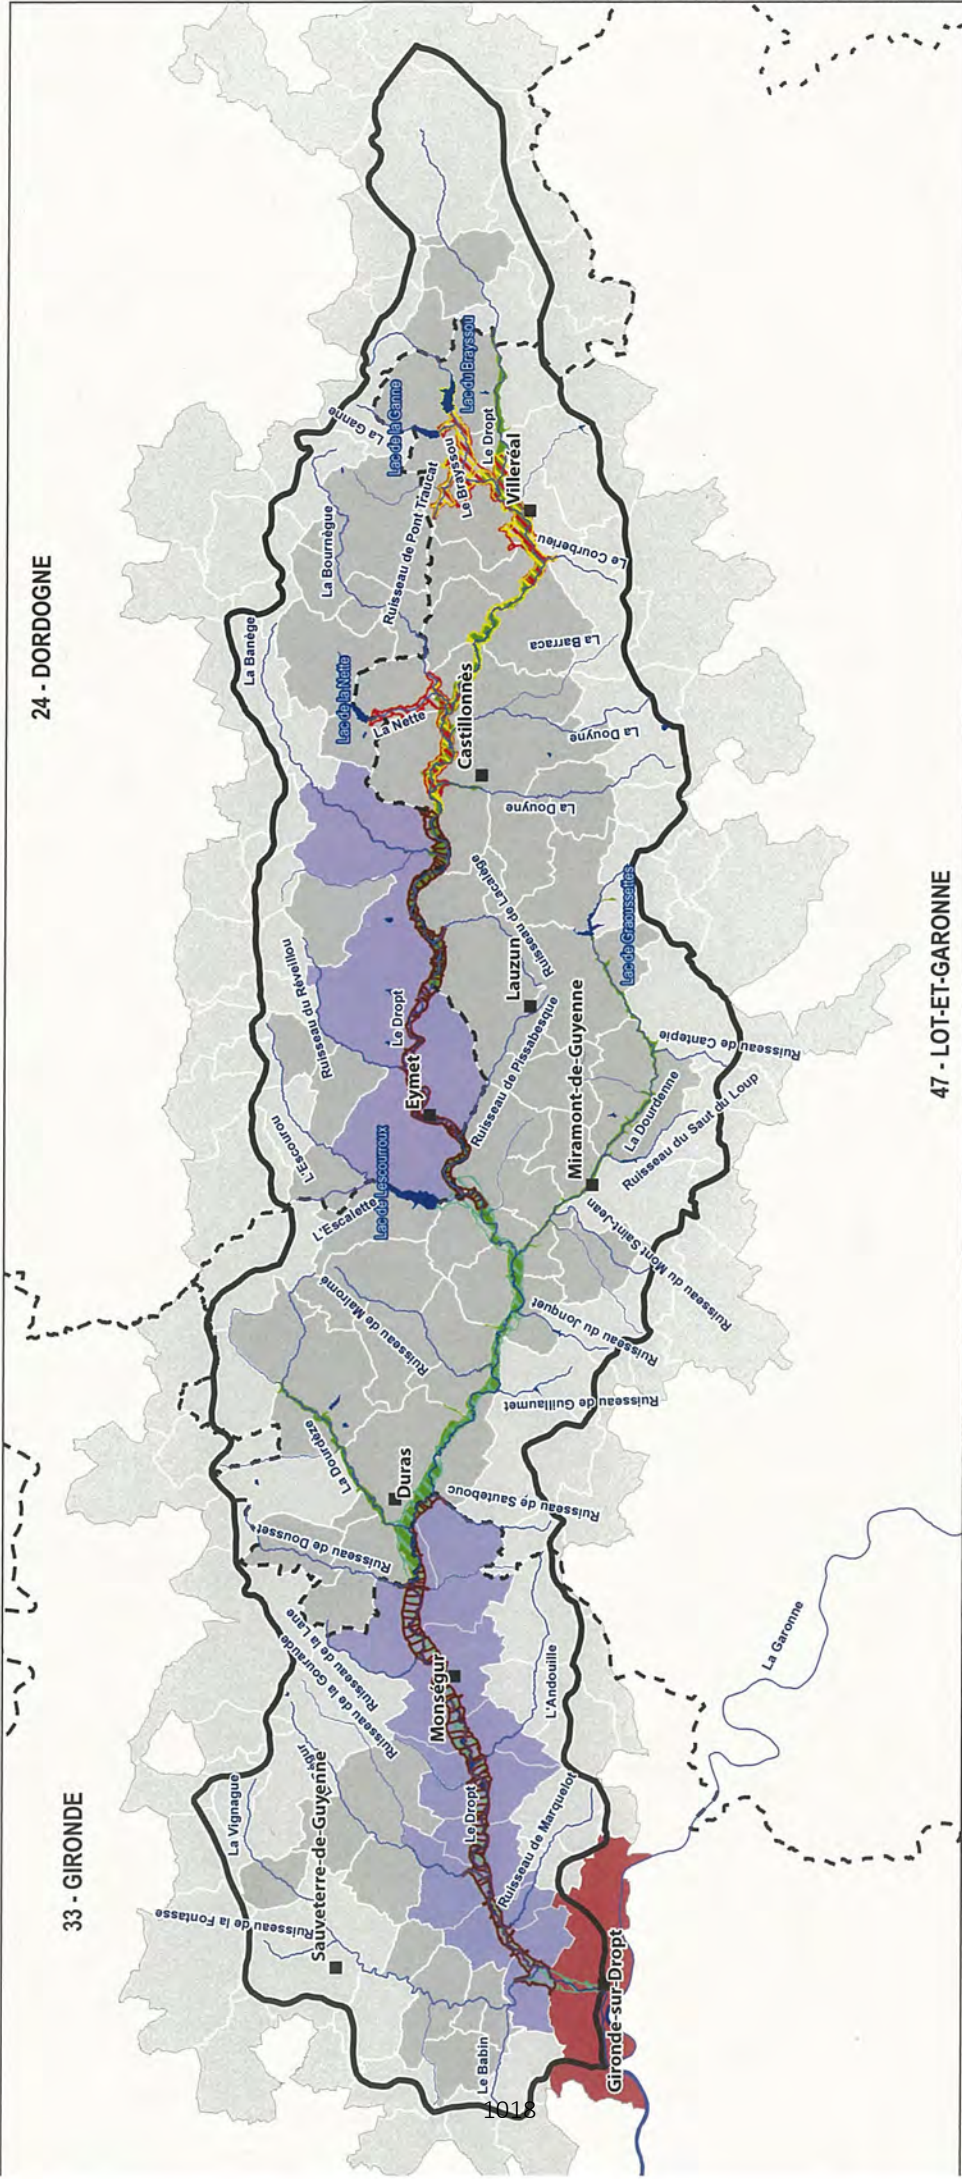 33 - GIRONDE
24 - DORDOGNE
47 - LOT-ET-GARONNE
La Vignague
Ruisseau de la Fontasse
Sauveterre-de-Guyenne
Le Babin
Gironde-sur-Dropt
Ruisseau de Marquelot
Le Dropt
Monségur
L'Andouille
Ruisseau de la Gouraude
Ruisseau de la Lane
Ruisseau de Dousset
Duras
Ruisseau de Sautebouc
La Dourdèze
La Garonne
Ruisseau de Malromé
Ruisseau de Guillaumet
Ruisseau du Jonquet
Ruisseau du Mont Saint-Jean
L'Escalette
Lac de Lescourroux
L'Escourou
Eymet
Le Dropt
Ruisseau du Réveillou
Ruisseau de Pissabesque
Miramont-de-Guyenne
La Dourdenne
Ruisseau du Saut du Loup
Ruisseau de Cantepie
Lauzun
Ruisseau de Lacalège
Lac de Graoussettes
La Banège
Lac de la Nette
La Nette
Castillonnès
La Douyne
La Douyne
La Barraca
La Bournègue
Ruisseau de Pont Traucat
Le Courberieu
La Ganne
Lac de la Ganne
Le Brayssou
Lac du Brayssou
Le Dropt
Villeréal
1018